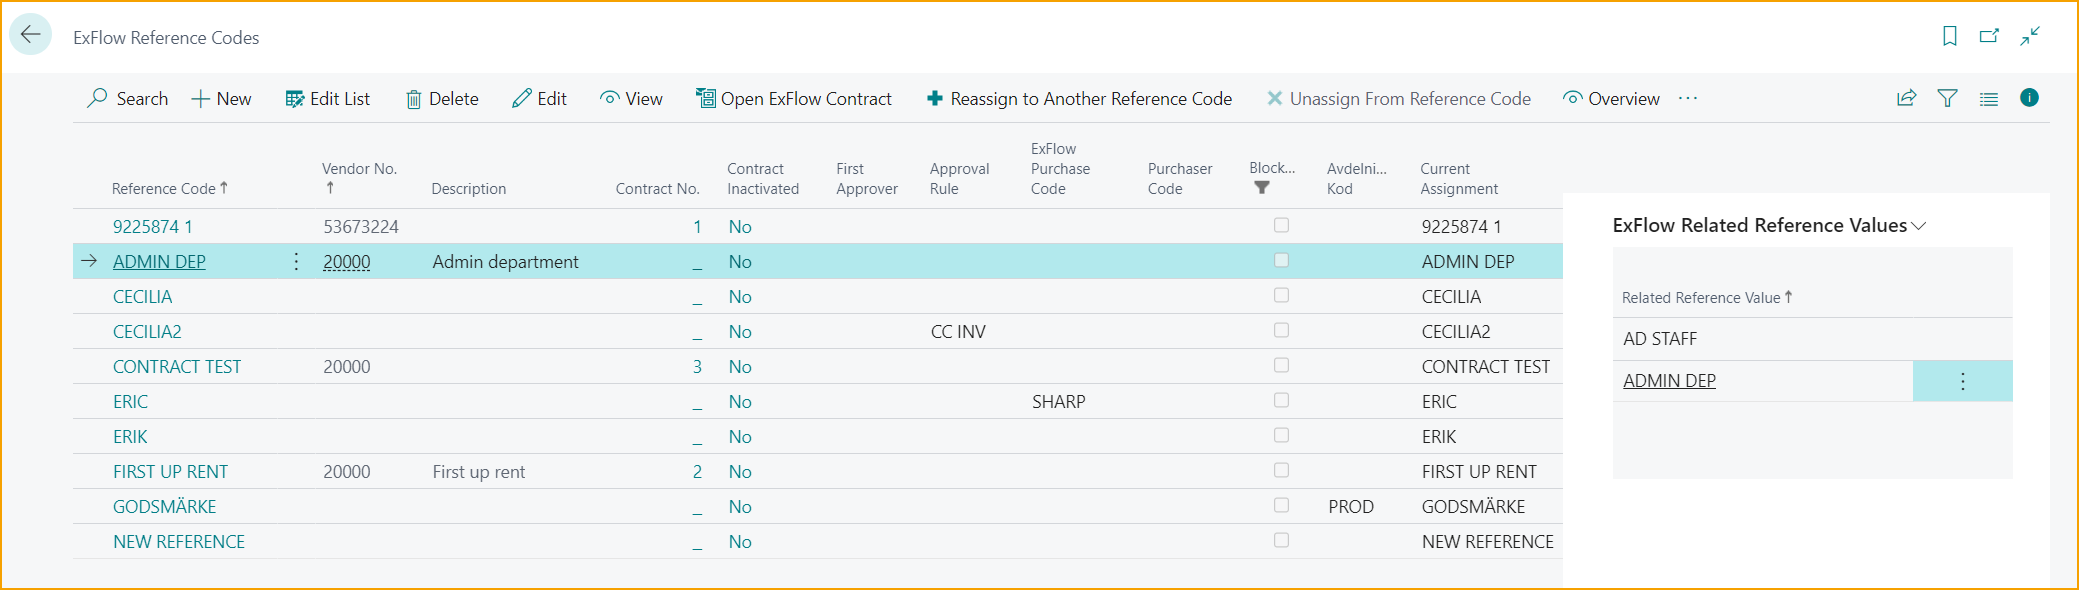 ExFlow Reference Codes
Search New Edit List Delete Edit View Open ExFlow Contract Reassign to Another Reference Code Unassign From Reference Code Overview ...
Reference Code↑ Vendor No. ↑ Description Contract No. Contract Inactivated First Approver Approval Rule ExFlow Purchase Code Purchaser Code Block... Avdelni... Kod Current Assignment
9225874 1 53673224 1 No 9225874 1
ADMIN DEP 20000 Admin department _ No ADMIN DEP
CECILIA _ No CECILIA
CECILIA2 _ No CC INV CECILIA2
CONTRACT TEST 20000 3 No CONTRACT TEST
ERIC _ No SHARP ERIC
ERIK _ No ERIK
FIRST UP RENT 20000 First up rent 2 No FIRST UP RENT
GODSMÄRKE _ No PROD GODSMÄRKE
NEW REFERENCE _ No NEW REFERENCE
ExFlow Related Reference Values
Related Reference Value↑
AD STAFF
ADMIN DEP